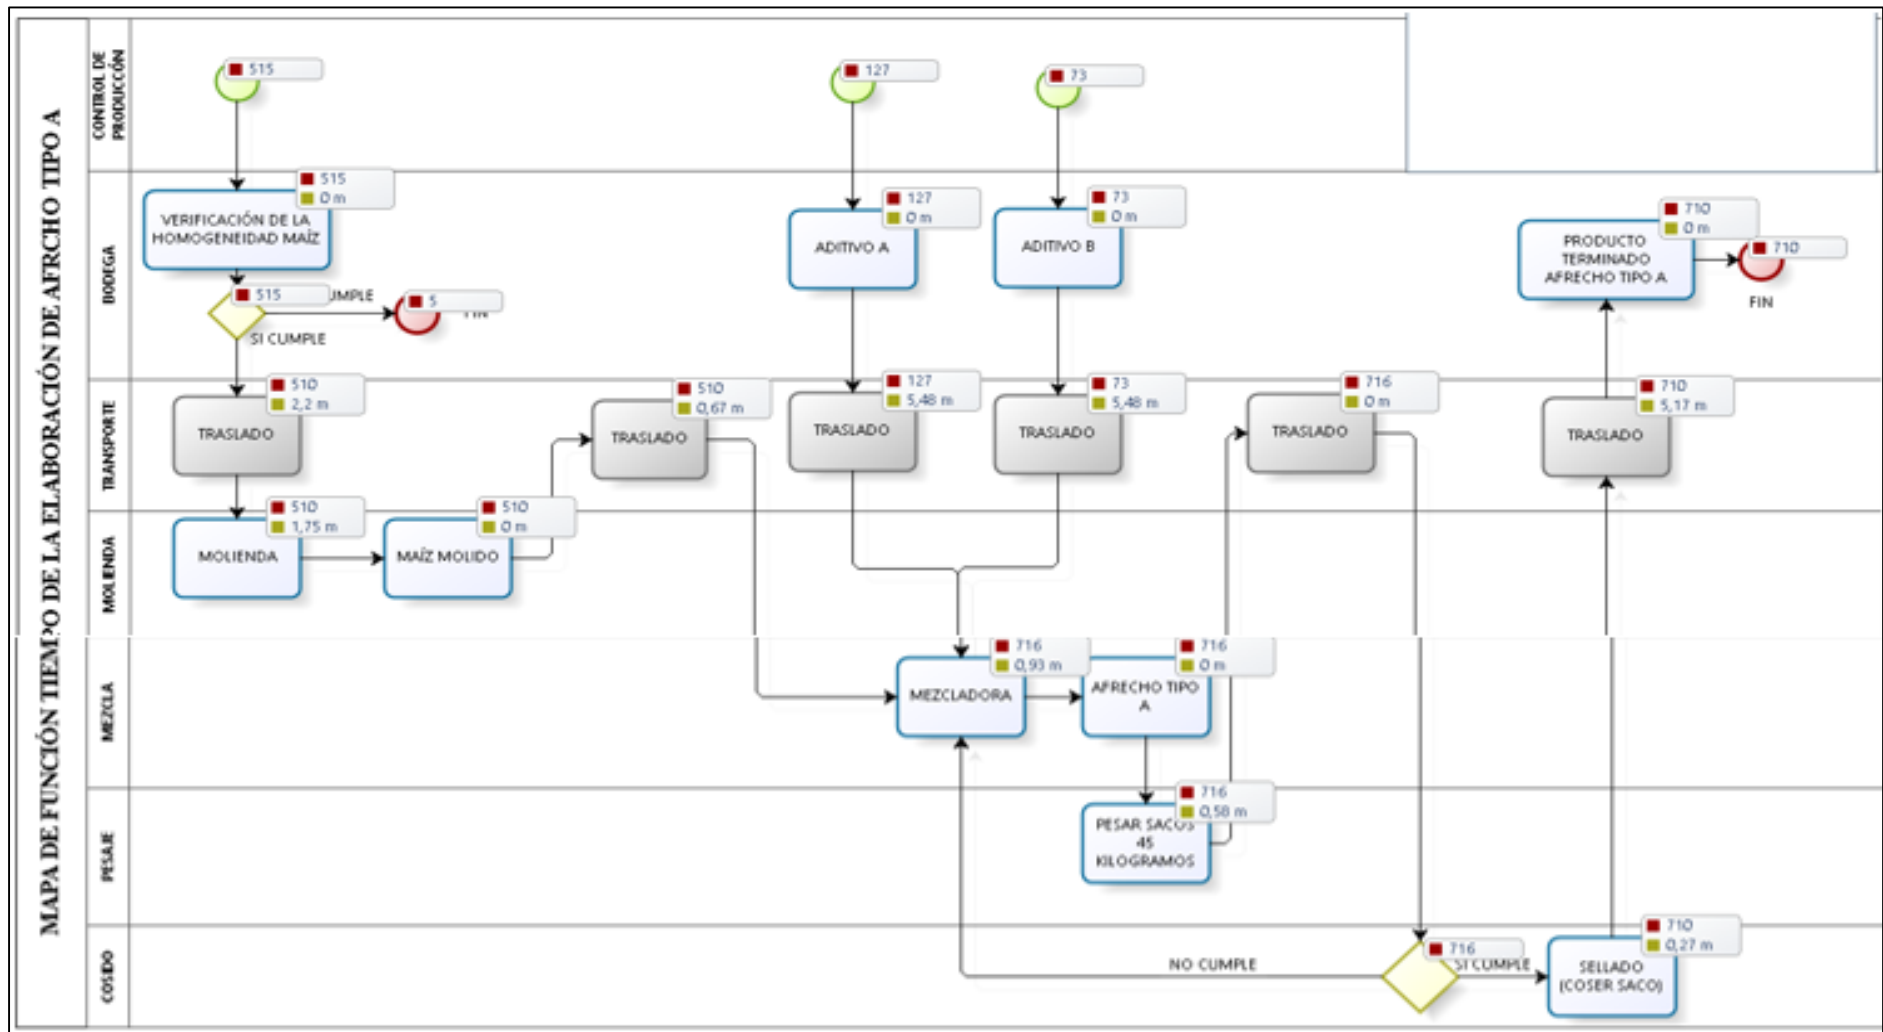 MAPA DE FUNCIÓN TIEMPO DE LA ELABORACIÓN DE AFRCHO TIPO A
CONTROL DE
PRODUCCÓN
515
127
73
BODEGA
515
0 m
VERIFICACIÓN DE LA
HOMOGENEIDAD MAÍZ
515
UMPLE
5
FIN
SI CUMPLE
127
0 m
ADITIVO A
73
0 m
ADITIVO B
710
0 m
PRODUCTO
TERMINADO
AFRECHO TIPO A
710
FIN
TRANSPORTE
510
2,2 m
TRASLADO
510
0,67 m
TRASLADO
127
5,48 m
TRASLADO
73
5,48 m
TRASLADO
716
0 m
TRASLADO
710
5,17 m
TRASLADO
MOLIENDA
510
1,75 m
MOLIENDA
510
0 m
MAÍZ MOLIDO
MEZCLA
716
0,93 m
MEZCLADORA
716
0 m
AFRECHO TIPO
A
PESAJE
716
0,58 m
PESAR SACOS
45
KILOGRAMOS
COSIDO
NO CUMPLE
716
SI CUMPLE
710
0,27 m
SELLADO
(COSER SACO)